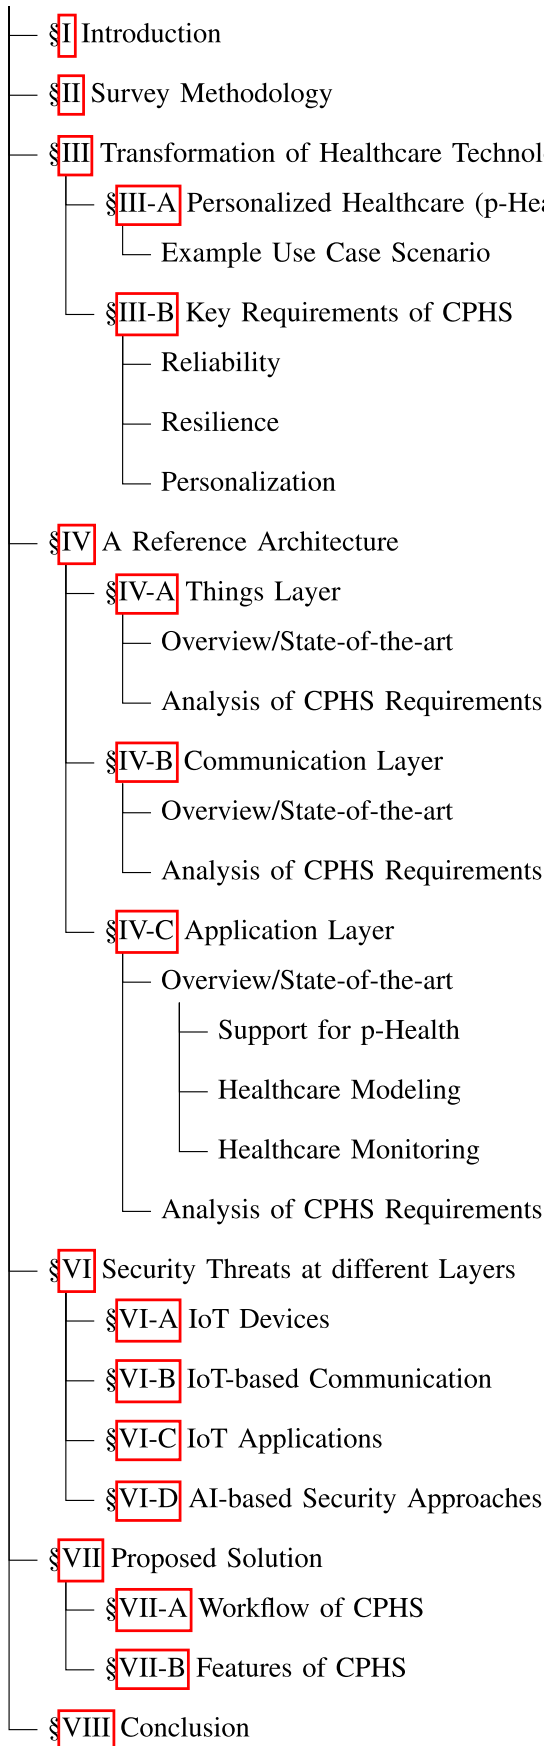 §I Introduction
§II Survey Methodology
§III Transformation of Healthcare Technol
§III-A Personalized Healthcare (p-Hea
Example Use Case Scenario
§III-B Key Requirements of CPHS
Reliability
Resilience
Personalization
§IV A Reference Architecture
§IV-A Things Layer
Overview/State-of-the-art
Analysis of CPHS Requirements
§IV-B Communication Layer
Overview/State-of-the-art
Analysis of CPHS Requirements
§IV-C Application Layer
Overview/State-of-the-art
Support for p-Health
Healthcare Modeling
Healthcare Monitoring
Analysis of CPHS Requirements
§VI Security Threats at different Layers
§VI-A IoT Devices
§VI-B IoT-based Communication
§VI-C IoT Applications
§VI-D AI-based Security Approaches
§VII Proposed Solution
§VII-A Workflow of CPHS
§VII-B Features of CPHS
§VIII Conclusion